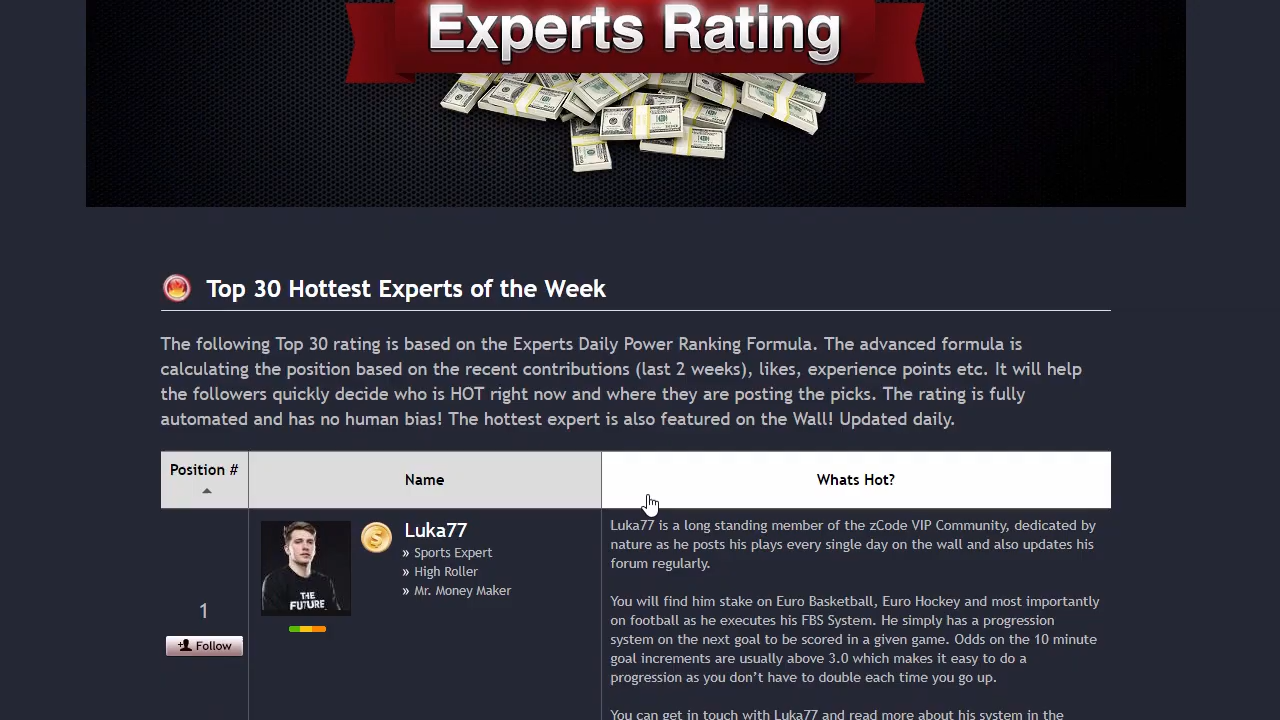 Experts Rating
Top 30 Hottest Experts of the Week
The following Top 30 rating is based on the Experts Daily Power Ranking Formula. The advanced formula is
calculating the position based on the recent contributions (last 2 weeks), likes, experience points etc. It will help
the followers quickly decide who is HOT right now and where they are posting the picks. The rating is fully
automated and has no human bias! The hottest expert is also featured on the Wall! Updated daily.
Position #
Name
Whats Hot?
1
Follow
THE
FUTURE
$
Luka77
» Sports Expert
» High Roller
» Mr. Money Maker
Luka77 is a long standing member of the zCode VIP Community, dedicated by
nature as he posts his plays every single day on the wall and also updates his
forum regularly.
You will find him stake on Euro Basketball, Euro Hockey and most importantly
on football as he executes his FBS System. He simply has a progression
system on the next goal to be scored in a given game. Odds on the 10 minute
goal increments are usually above 3.0 which makes it easy to do a
progression as you don’t have to double each time you go up.
You can get in touch with Luka77 and read more about his system in the